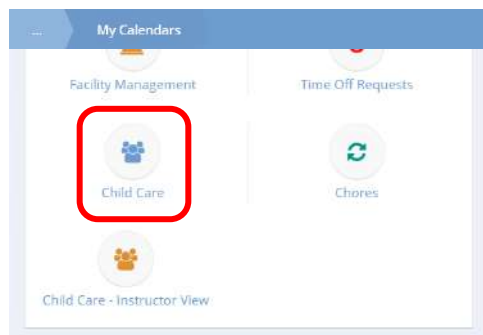 ... My Calendars
Facility Management Time Off Requests
Child Care Chores
Child Care - Instructor View